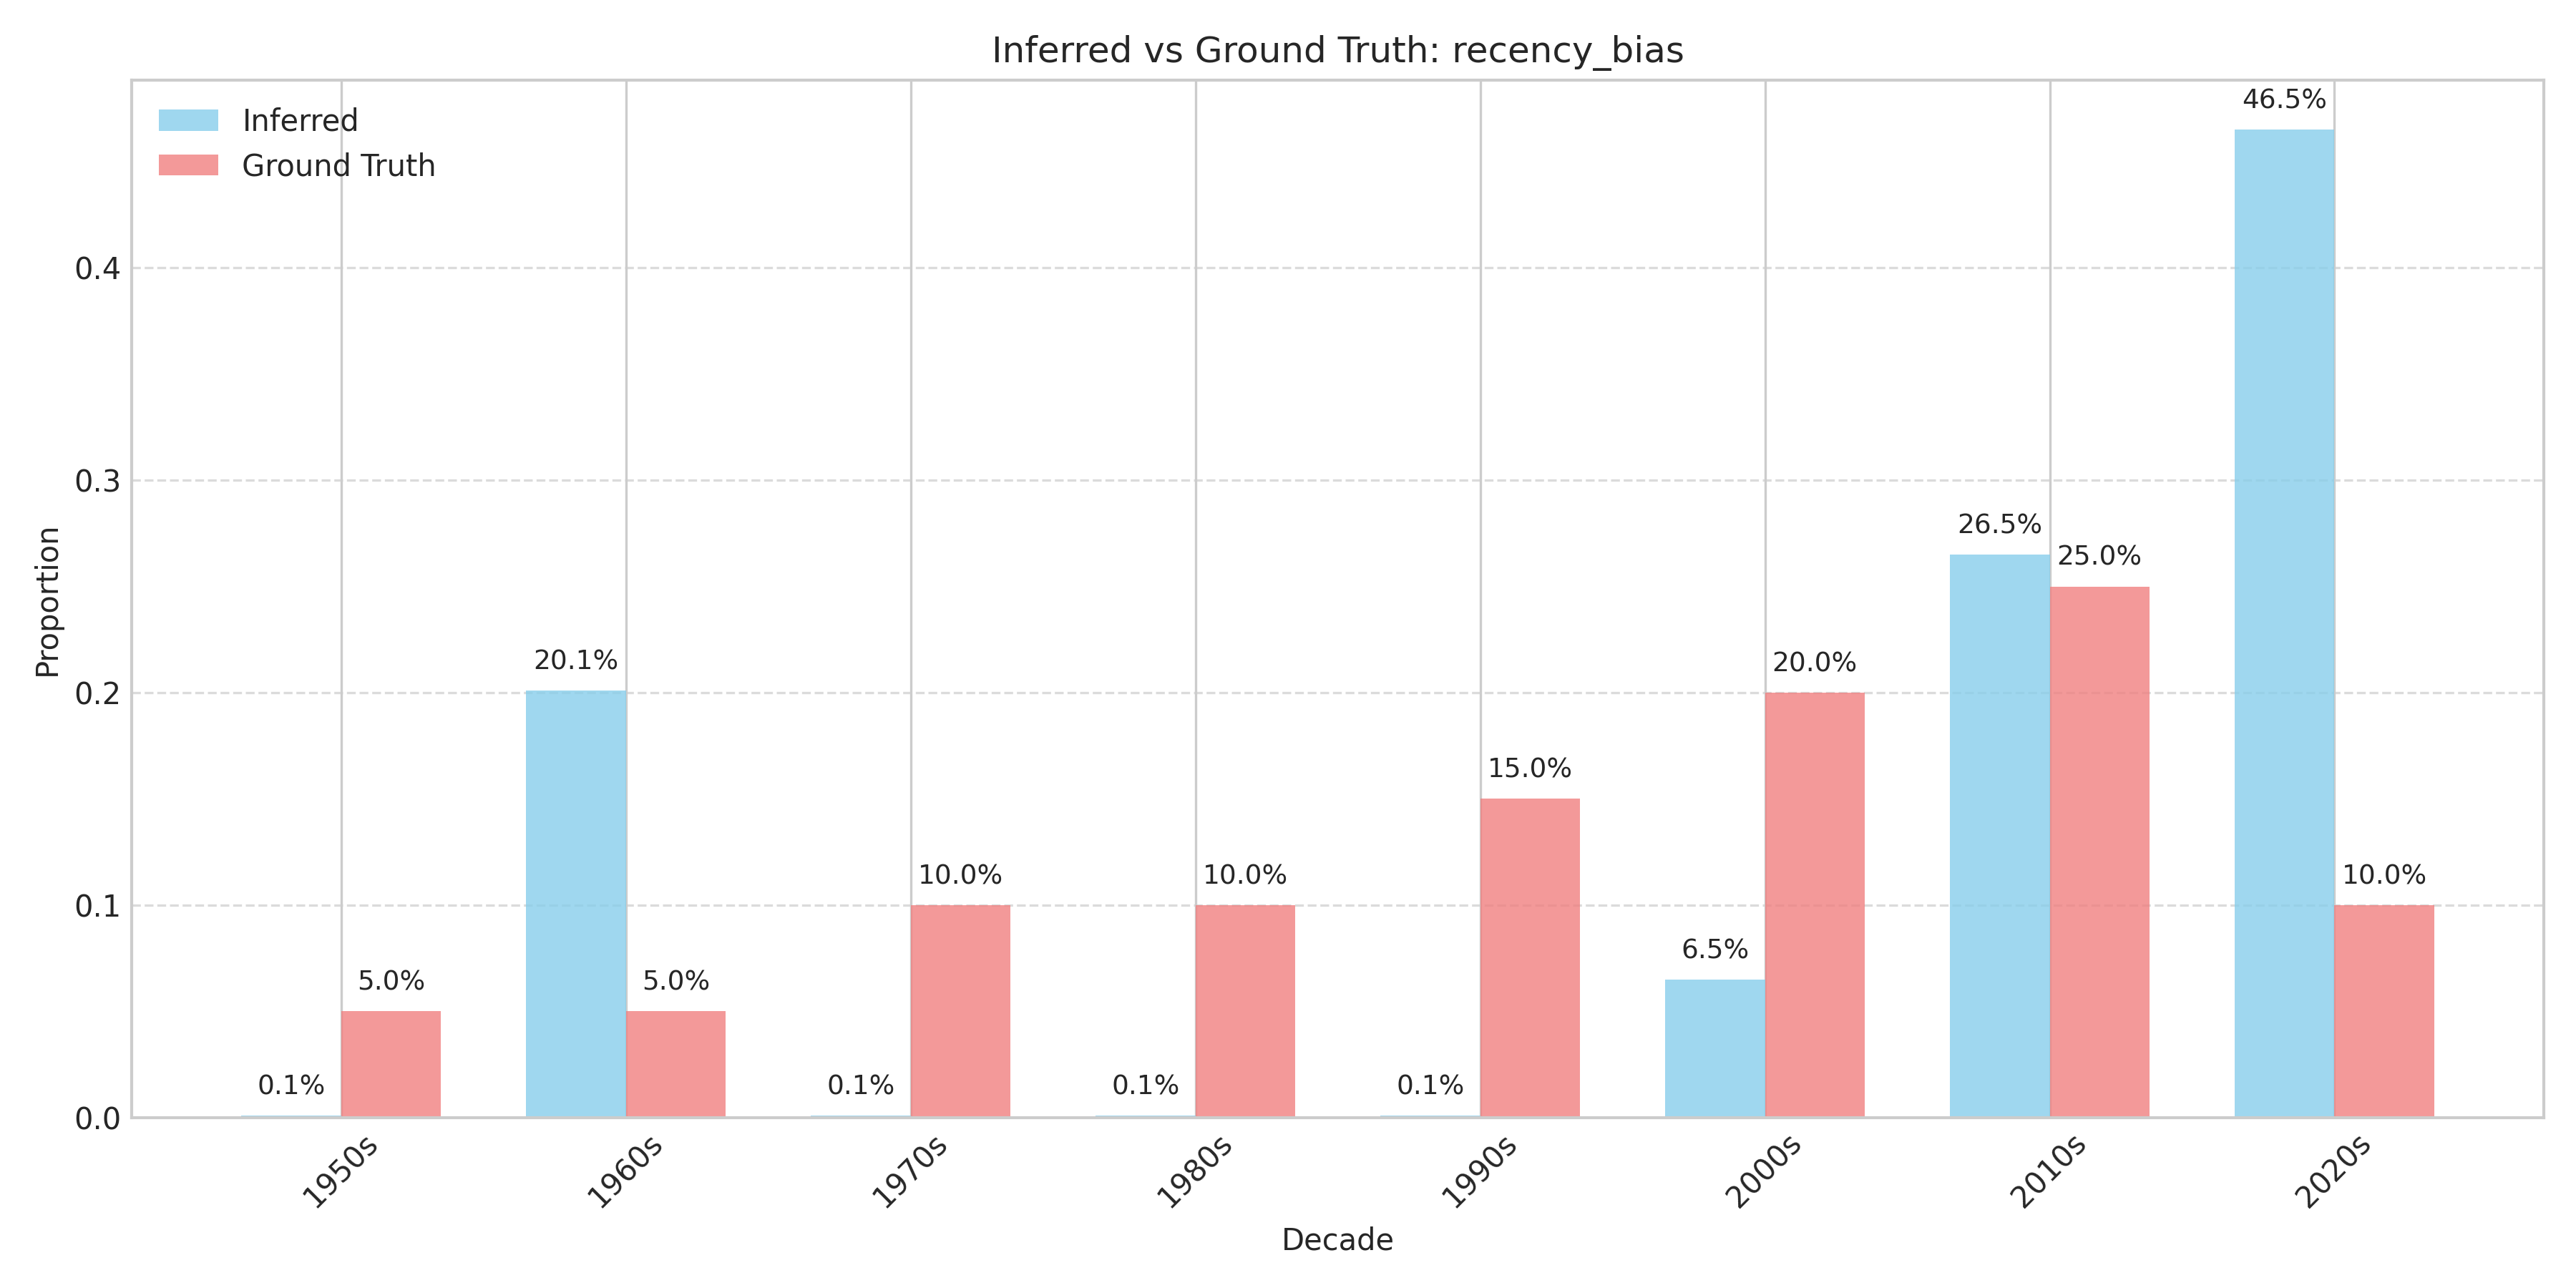 Inferred vs Ground Truth: recency_bias
Inferred
Ground Truth
46.5%
0.4
0.3
26.5%
25.0%
20.1%
20.0%
0.2
15.0%
10.0%
10.0%
10.0%
0.1
6.5%
5.0%
5.0%
0.1%
0.1%
0.1%
0.1%
0.0
Proportion
1950s
1960s
1970s
1980s
1990s
2000s
2010s
2020s
Decade